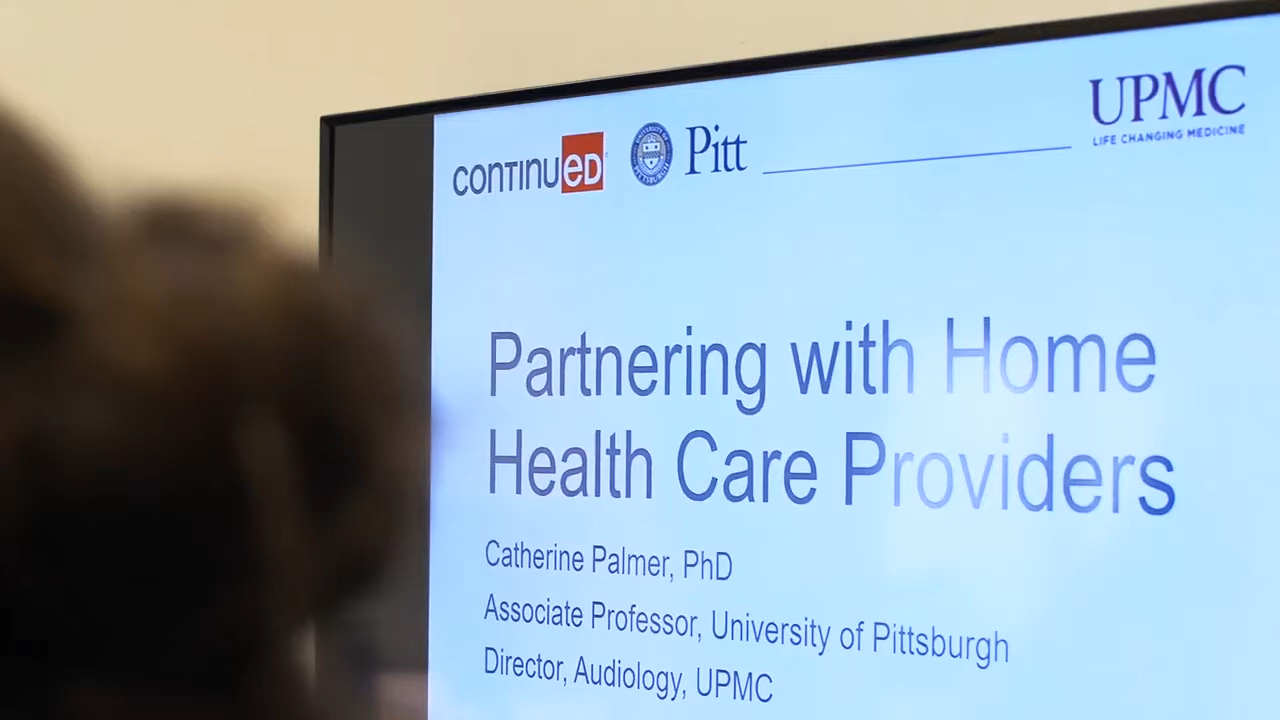 continued
Pitt
UPMC
LIFE CHANGING MEDICINE
Partnering with Home
Health Care Providers
Catherine Palmer, PhD
Associate Professor, University of Pittsburgh
Director, Audiology, UPMC